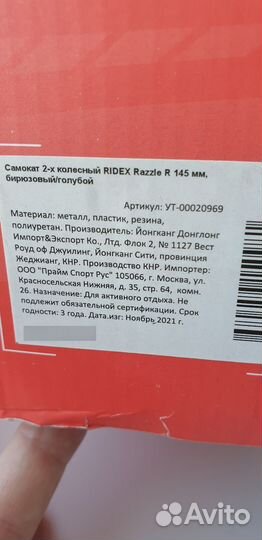 Самокат 2-х колесный RIDEX Razzle R 145 мм,
бирюзовый/голубой
Артикул: УТ-00020969
Материал: металл, пластик, резина,
полиуретан. Производитель: Йонгканг Донглонг
Импорт&Экспорт Ко., Лтд. Флок 2, № 1127 Вест
Роуд оф Джуилинг, Йонгканг Сити, провинция
Жеджианг, КНР. Производство КНР. Импортер:
ООО "Прайм Спорт Рус" 105066, г. Москва, ул.
Красносельская Нижняя, д. 35, стр. 64, комн.
26. Назначение: Для активного отдыха. Не
подлежит обязательной сертификации. Срок
годности: 3 года. Дата.изг: Ноябрь 2021 г.
Avito